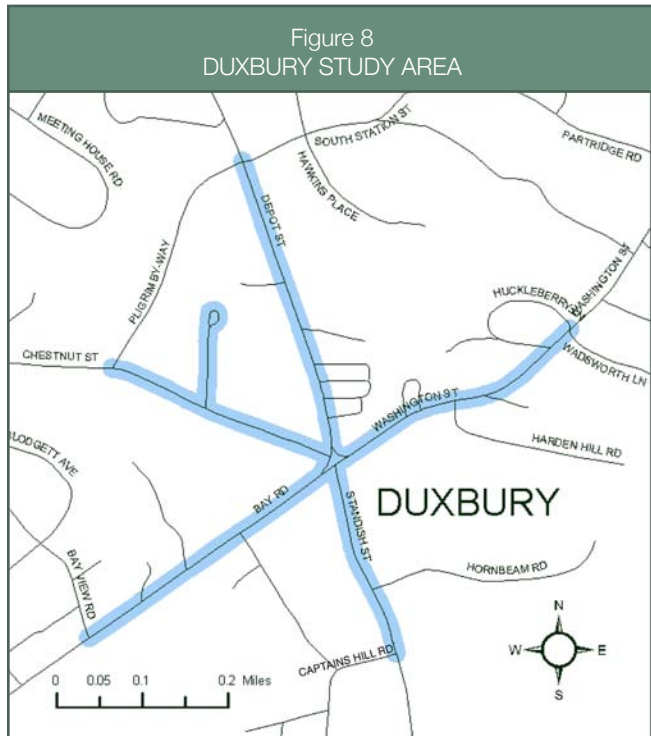 Figure 8
DUXBURY STUDY AREA
MEETING HOUSE RD
SOUTH STATION ST
PARTRIDGE RD
HAWKINS PLACE
DEPOT ST
PLIGRIM BY-WAY
WASHINGTON ST
HUCKLEBERRY
WADSWORTH LN
CHESTNUT ST
WASHINGTON ST
HARDEN HILL RD
LODGETT AVE
BAY RD
STANDISH ST
DUXBURY
BAY VIEW RD
HORNBEAM RD
CAPTAINS HILL RD
N
W E
S
0 0.05 0.1 0.2 Miles